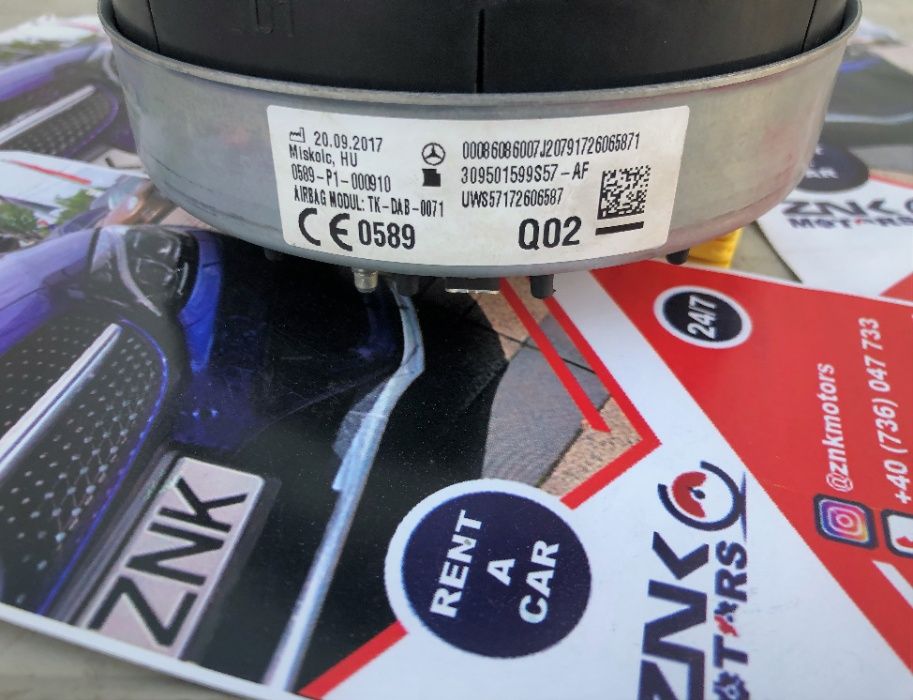 20.09.2017
Miskolc, HU
0589-P1-000910
AIRBAG MODUL: TK-DAB-0071
CE 0589
00086086007J20791726065871
309501599S57-AF
UWS57172606587
Q02
ZNK
MOTORS
24/7
@znkmotors
+40 (736) 047 733
ZNK
RENT
A
CAR
ZNK
MOTORS